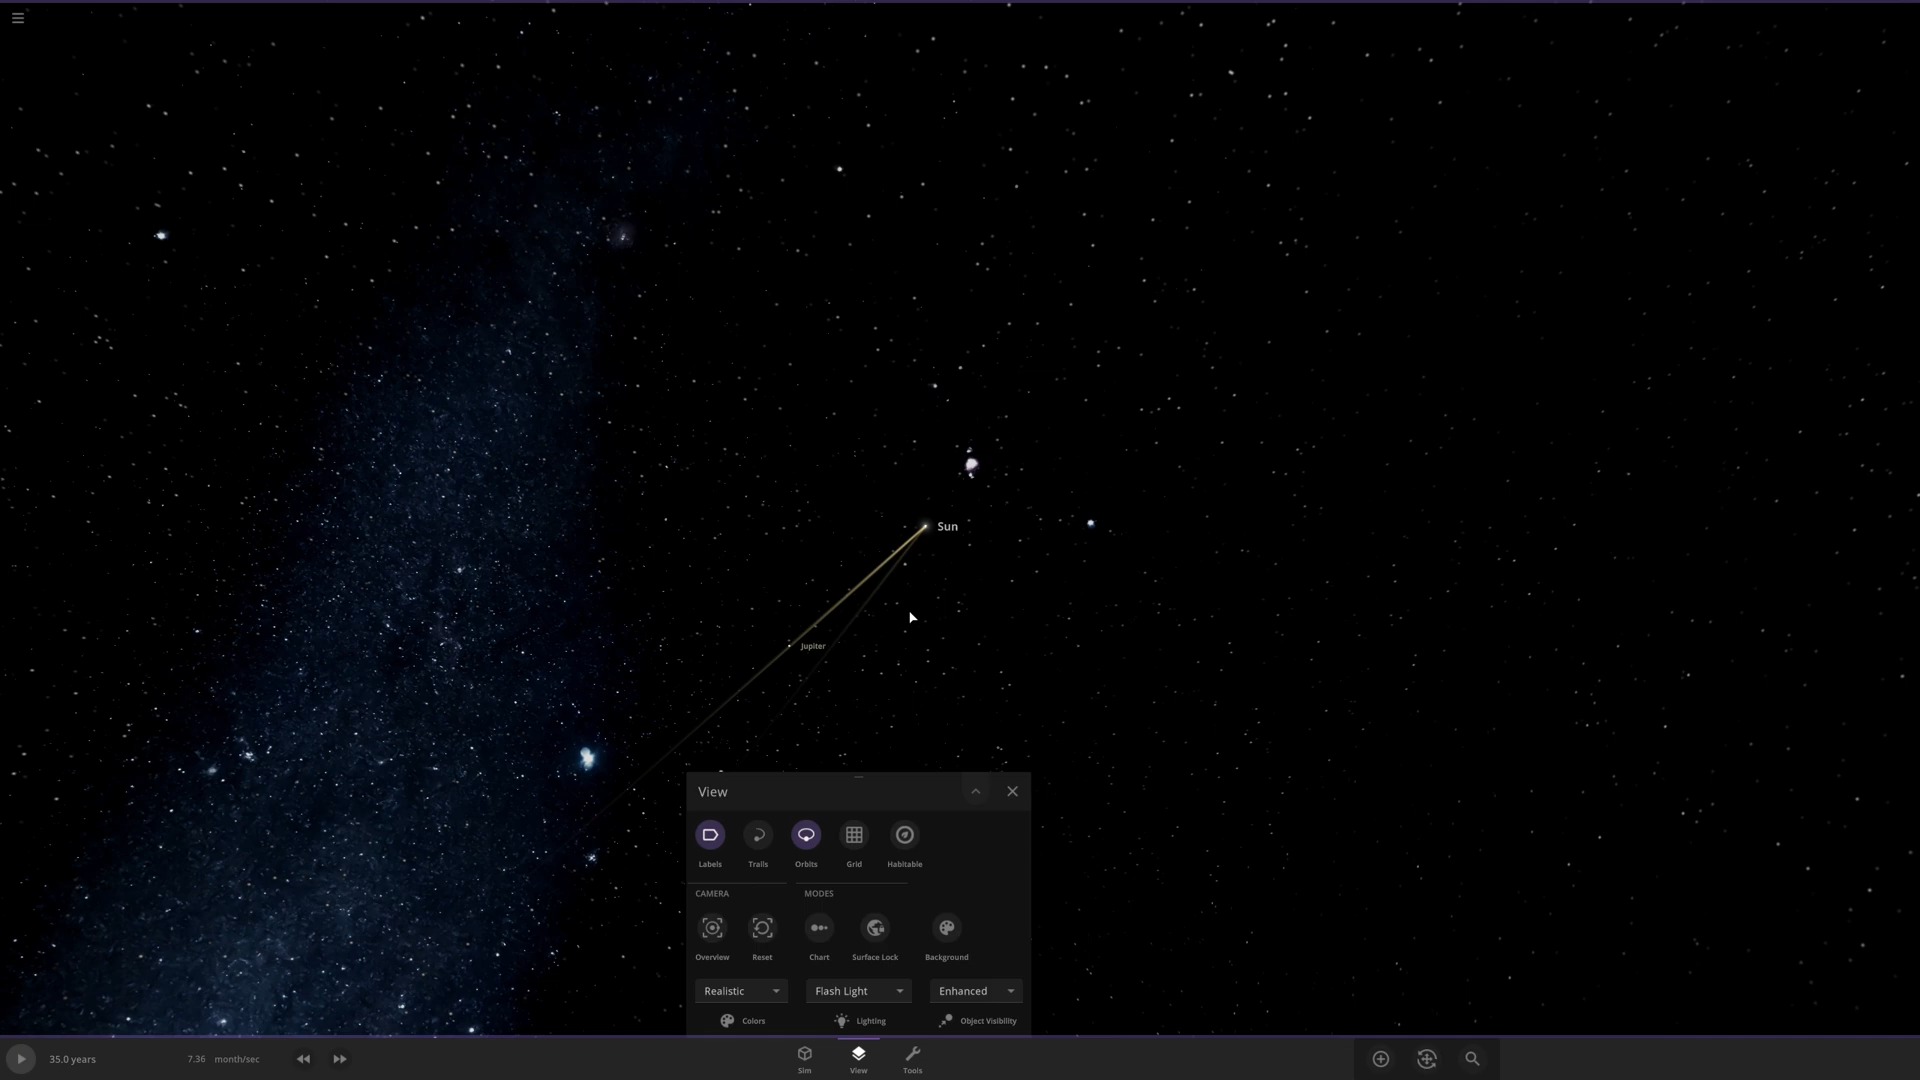 Sun
Jupiter
View
Labels Trails Orbits Grid Habitable
CAMERA MODES
Overview Reset Chart Surface Lock Background
Realistic Flash Light Enhanced
Colors Lighting Object Visibility
35.0 years 7.36 month/sec Sim View Tools